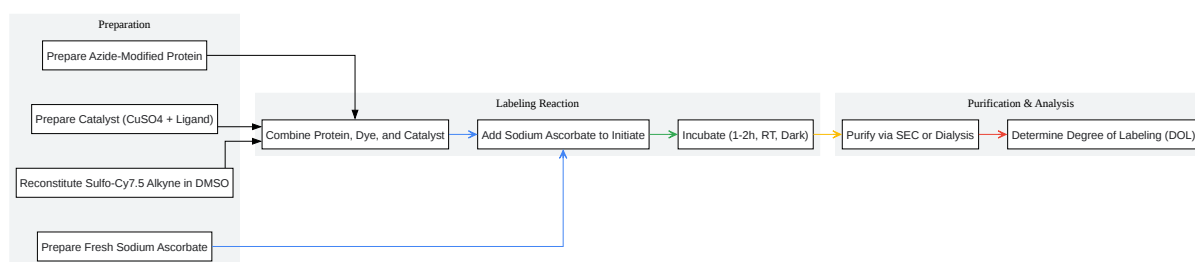 Preparation
Prepare Azide-Modified Protein
Prepare Catalyst (CuSO4 + Ligand)
Reconstitute Sulfo-Cy7.5 Alkyne in DMSO
Prepare Fresh Sodium Ascorbate
Labeling Reaction
Combine Protein, Dye, and Catalyst
Add Sodium Ascorbate to Initiate
Incubate (1-2h, RT, Dark)
Purification & Analysis
Purify via SEC or Dialysis
Determine Degree of Labeling (DOL)